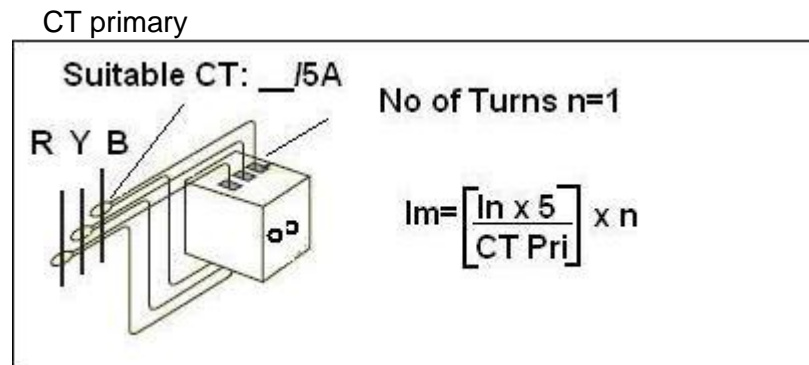 CT primary
Suitable CT: __/5A
No of Turns n=1
R Y B
Im=[In x 5 / CT Pri] x n